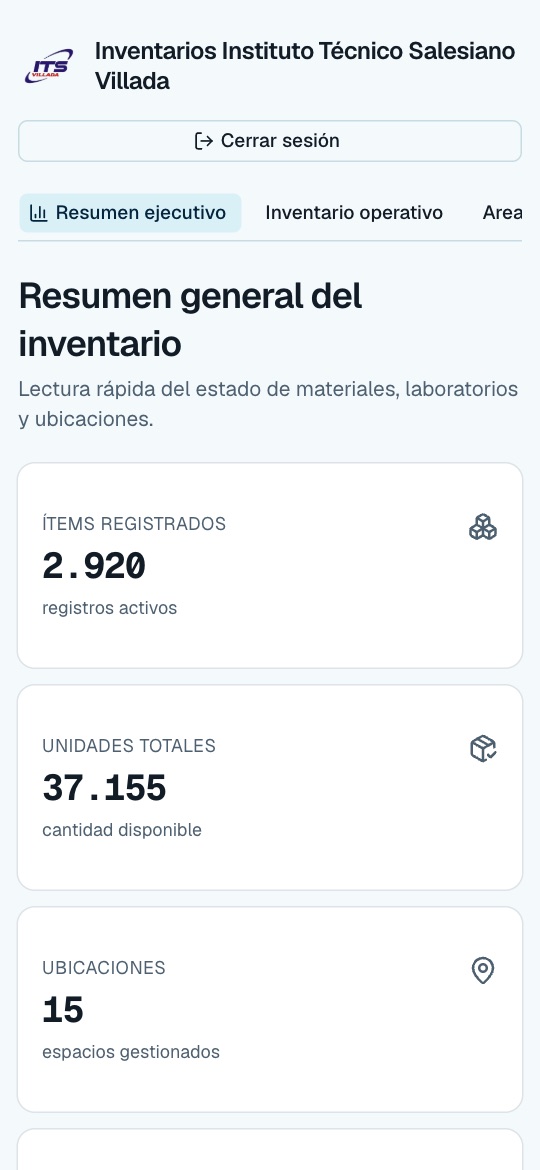 ITS
VILLADA
Inventarios Instituto Técnico Salesiano
Villada
Cerrar sesión
Resumen ejecutivo
Inventario operativo
Area
Resumen general del
inventario
Lectura rápida del estado de materiales, laboratorios
y ubicaciones.
ÍTEMS REGISTRADOS
2.920
registros activos
UNIDADES TOTALES
37.155
cantidad disponible
UBICACIONES
15
espacios gestionados